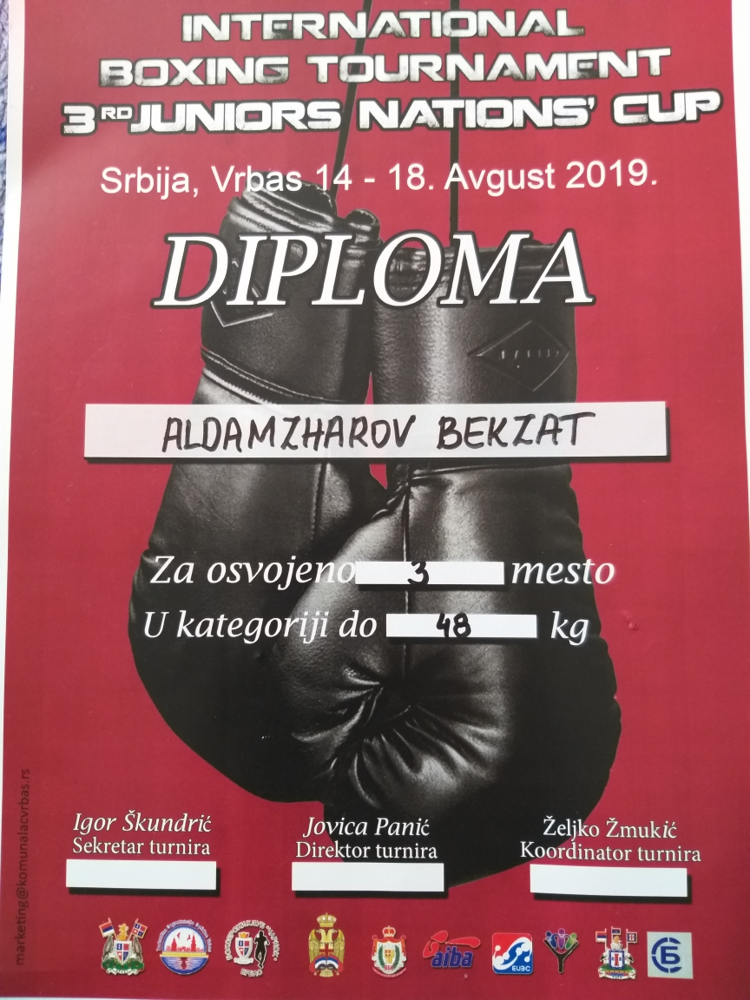 INTERNATIONAL
BOXING TOURNAMENT
3RD JUNIORS NATIONS' CUP
Srbija, Vrbas 14 - 18. Avgust 2019.
DIPLOMA
ALDAMZHAROV BEKZAT
Za osvojeno 3 mesto
U kategoriji do 48 kg
Igor Škundrić
Sekretar turnira
Jovica Panić
Direktor turnira
Željko Žmukić
Koordinator turnira
marketing@komunalacvrbas.rs
aiba
EUBC